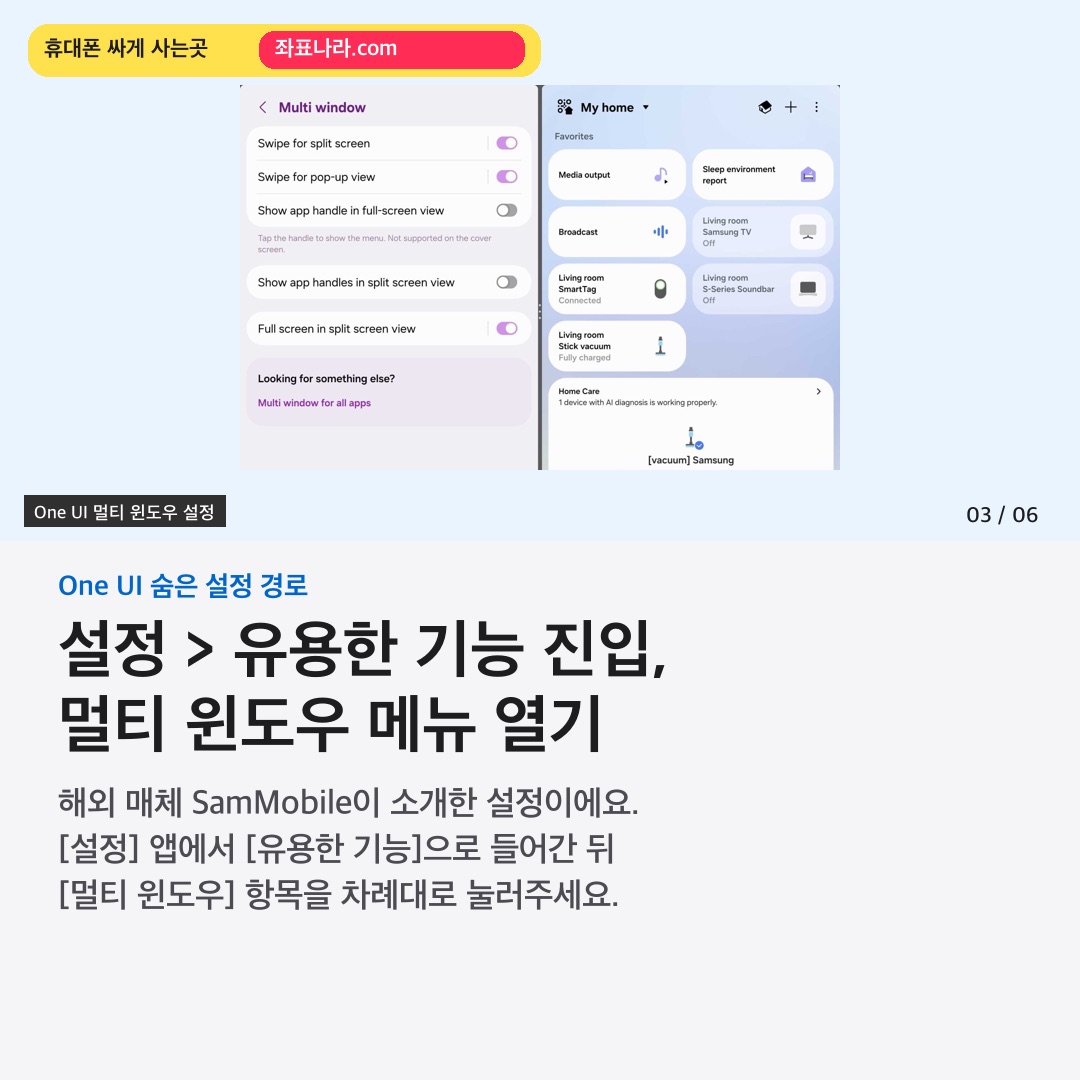 휴대폰 싸게 사는곳
좌표나라.com
Multi window
Swipe for split screen
Swipe for pop-up view
Show app handle in full-screen view
Tap the handle to show the menu. Not supported on the cover
screen.
Show app handles in split screen view
Full screen in split screen view
Looking for something else?
Multi window for all apps
My home
Favorites
Media output
Sleep environment
report
Broadcast
Living room
Samsung TV
Off
Living room
SmartTag
Connected
Living room
S-Series Soundbar
Off
Living room
Stick vacuum
Fully charged
Home Care
1 device with AI diagnosis is working properly.
[vacuum] Samsung
One UI 멀티 윈도우 설정
03 / 06
One UI 숨은 설정 경로
설정 > 유용한 기능 진입,
멀티 윈도우 메뉴 열기
해외 매체 SamMobile이 소개한 설정이에요.
[설정] 앱에서 [유용한 기능]으로 들어간 뒤
[멀티 윈도우] 항목을 차례대로 눌러주세요.